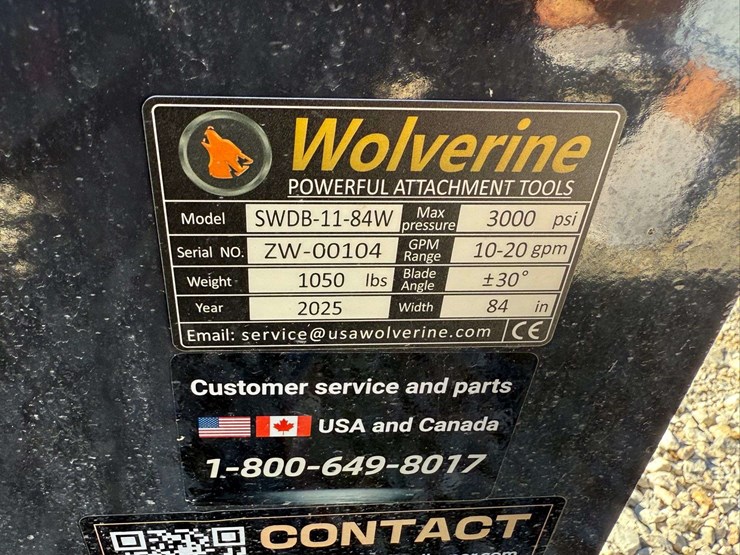 Wolverine
POWERFUL ATTACHMENT TOOLS
Model SWDB-11-84W Max pressure 3000 psi
Serial NO. ZW-00104 GPM Range 10-20 gpm
Weight 1050 lbs Blade Angle ±30°
Year 2025 Width 84 in
Email: service@usawolverine.com CE
Customer service and parts
USA and Canada
1-800-649-8017
CONTACT